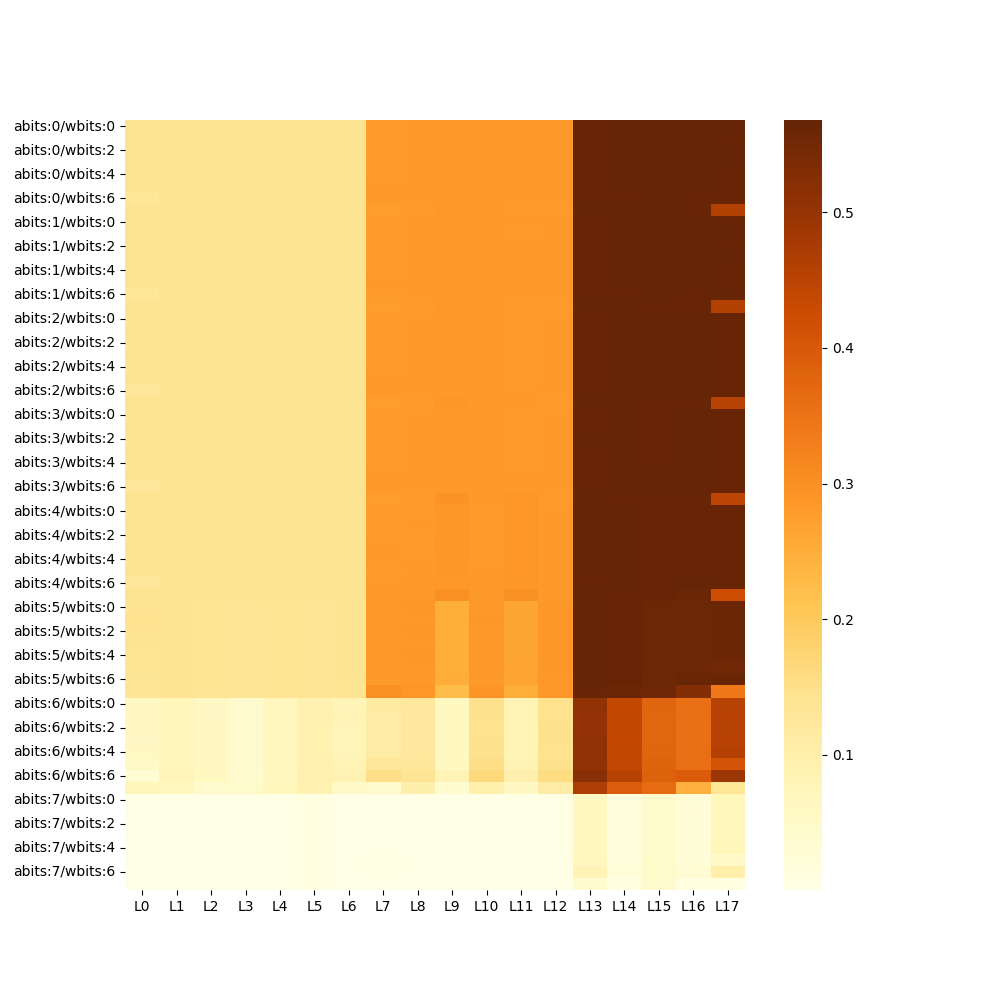 abits:0/wbits:0
abits:0/wbits:2
abits:0/wbits:4
abits:0/wbits:6
abits:1/wbits:0
abits:1/wbits:2
abits:1/wbits:4
abits:1/wbits:6
abits:2/wbits:0
abits:2/wbits:2
abits:2/wbits:4
abits:2/wbits:6
abits:3/wbits:0
abits:3/wbits:2
abits:3/wbits:4
abits:3/wbits:6
abits:4/wbits:0
abits:4/wbits:2
abits:4/wbits:4
abits:4/wbits:6
abits:5/wbits:0
abits:5/wbits:2
abits:5/wbits:4
abits:5/wbits:6
abits:6/wbits:0
abits:6/wbits:2
abits:6/wbits:4
abits:6/wbits:6
abits:7/wbits:0
abits:7/wbits:2
abits:7/wbits:4
abits:7/wbits:6
L0 L1 L2 L3 L4 L5 L6 L7 L8 L9 L10 L11 L12 L13 L14 L15 L16 L17
0.5
0.4
0.3
0.2
0.1